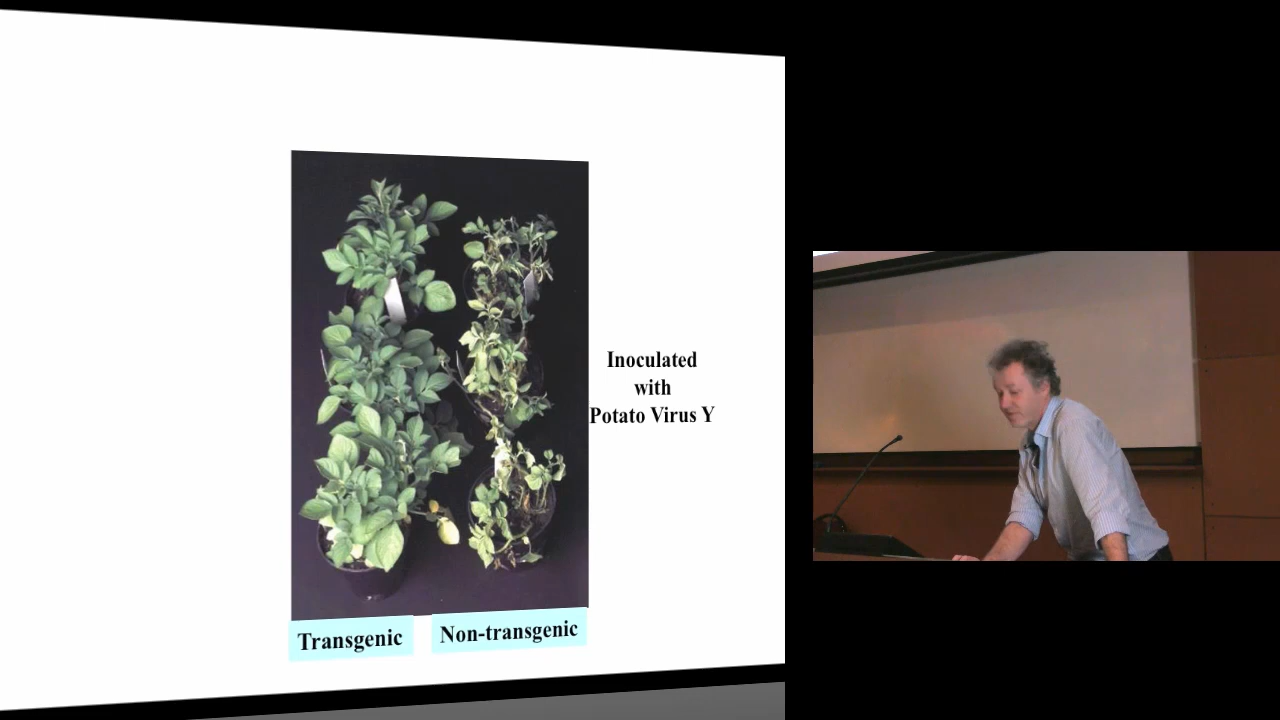 Inoculated
with
Potato Virus Y
Transgenic
Non-transgenic